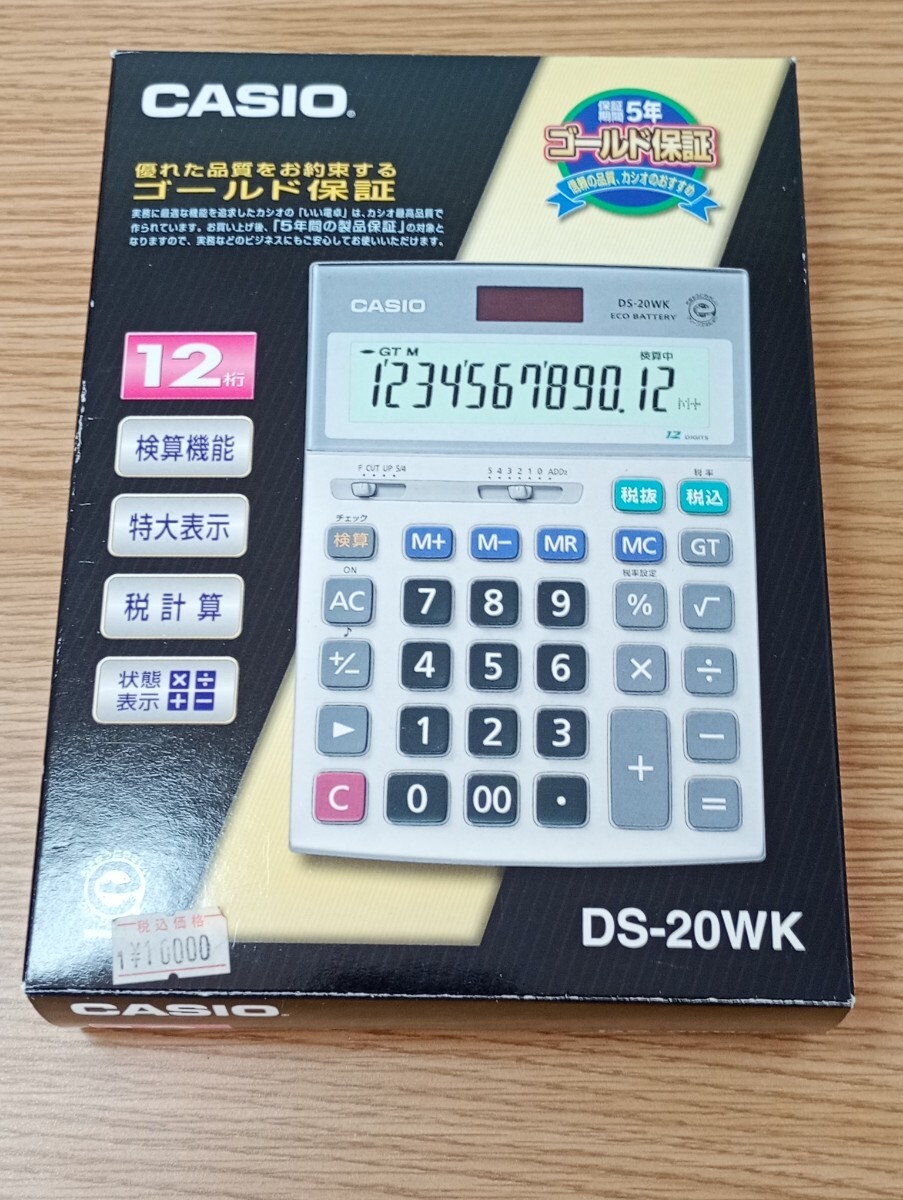 CASIO®
優れた品質をお約束する
ゴールド保証
実務に最適な機能を追求したカシオの「いい電卓」は、カシオ最高品質で
作られています。お買い上げ後、「5年間の製品保証」の対象と
なりますので、実務などのビジネスにもご安心してお使いいただけます。
保証
期間 5年
ゴールド保証
信頼の品質、カシオのおすすめ
12桁
検算機能
特大表示
税計算
状態
表示
× ÷
+ −
CASIO
DS-20WK
ECO BATTERY
GT M
検算中
1'234'567'890.12
12 DIGITS
F CUT UP 5/4
5 4 3 2 1 0 ADD2
税率
税抜 税込
チェック
検算 M+ M− MR MC GT
ON
税率設定
AC 7 8 9 % √
♪
+/− 4 5 6 × ÷
▶ 1 2 3 + −
C 0 00 · =
税込価格
1¥10000
DS-20WK
CASIO